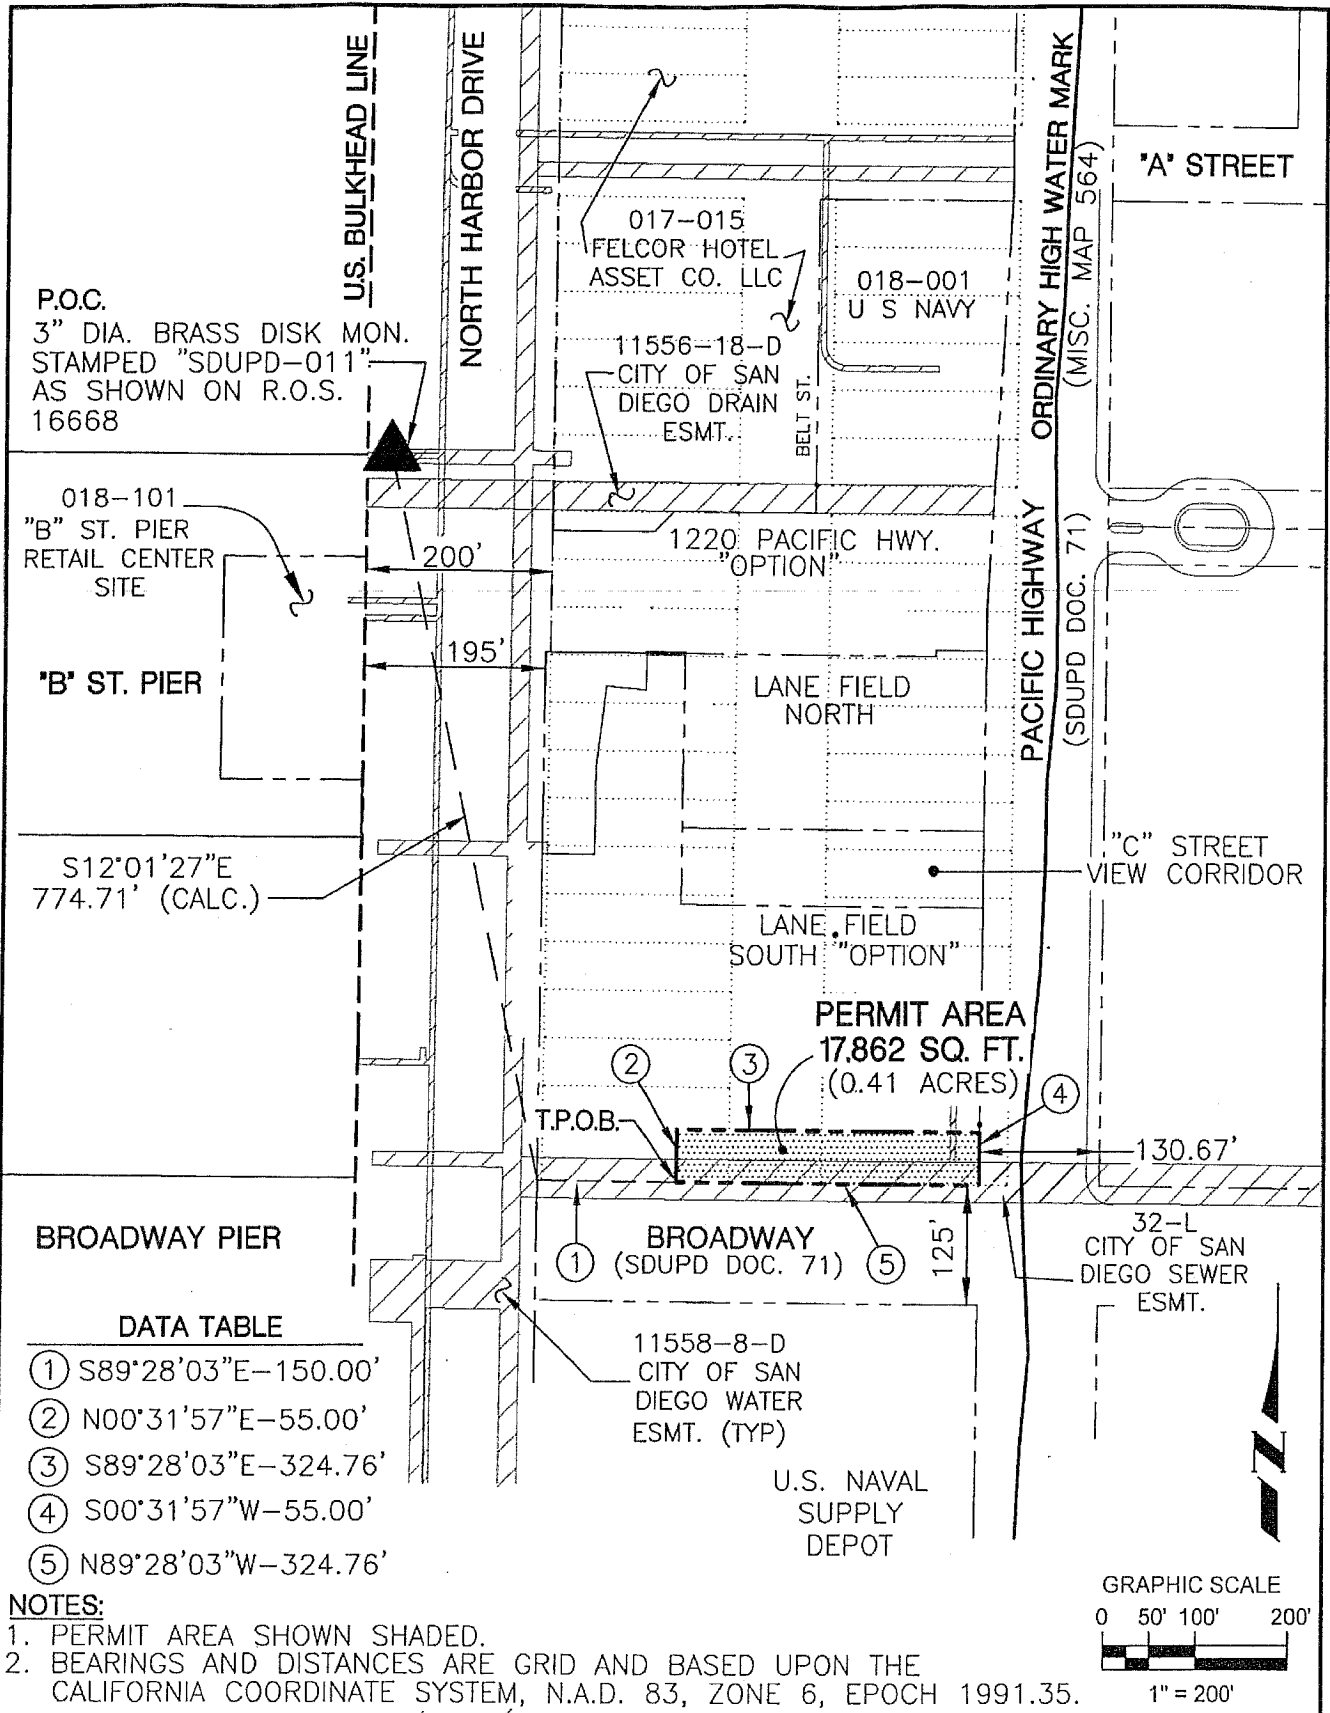 U.S. BULKHEAD LINE
NORTH HARBOR DRIVE
ORDINARY HIGH WATER MARK
(MISC. MAP 564)
"A" STREET
017-015
FELCOR HOTEL
ASSET CO. LLC
018-001
U S NAVY
P.O.C.
3" DIA. BRASS DISK MON.
STAMPED "SDUPD-011"
AS SHOWN ON R.O.S.
16668
11556-18-D
CITY OF SAN
DIEGO DRAIN
ESMT.
BELT ST.
018-101
"B" ST. PIER
RETAIL CENTER
SITE
200'
1220 PACIFIC HWY.
"OPTION"
PACIFIC HIGHWAY
(SDUPD DOC. 71)
195'
"B" ST. PIER
LANE FIELD
NORTH
S12°01'27"E
774.71' (CALC.)
"C" STREET
VIEW CORRIDOR
LANE FIELD
SOUTH "OPTION"
PERMIT AREA
17,862 SQ. FT.
(0.41 ACRES)
2
3
4
T.P.O.B.
130.67'
BROADWAY PIER
1
BROADWAY
(SDUPD DOC. 71)
5
125'
32-L
CITY OF SAN
DIEGO SEWER
ESMT.
11558-8-D
CITY OF SAN
DIEGO WATER
ESMT. (TYP)
U.S. NAVAL
SUPPLY
DEPOT
DATA TABLE
1 S89°28'03"E-150.00'
2 N00°31'57"E-55.00'
3 S89°28'03"E-324.76'
4 S00°31'57"W-55.00'
5 N89°28'03"W-324.76'
N
GRAPHIC SCALE
0 50' 100' 200'
1" = 200'
NOTES:
1. PERMIT AREA SHOWN SHADED.
2. BEARINGS AND DISTANCES ARE GRID AND BASED UPON THE
CALIFORNIA COORDINATE SYSTEM, N.A.D. 83, ZONE 6, EPOCH 1991.35.